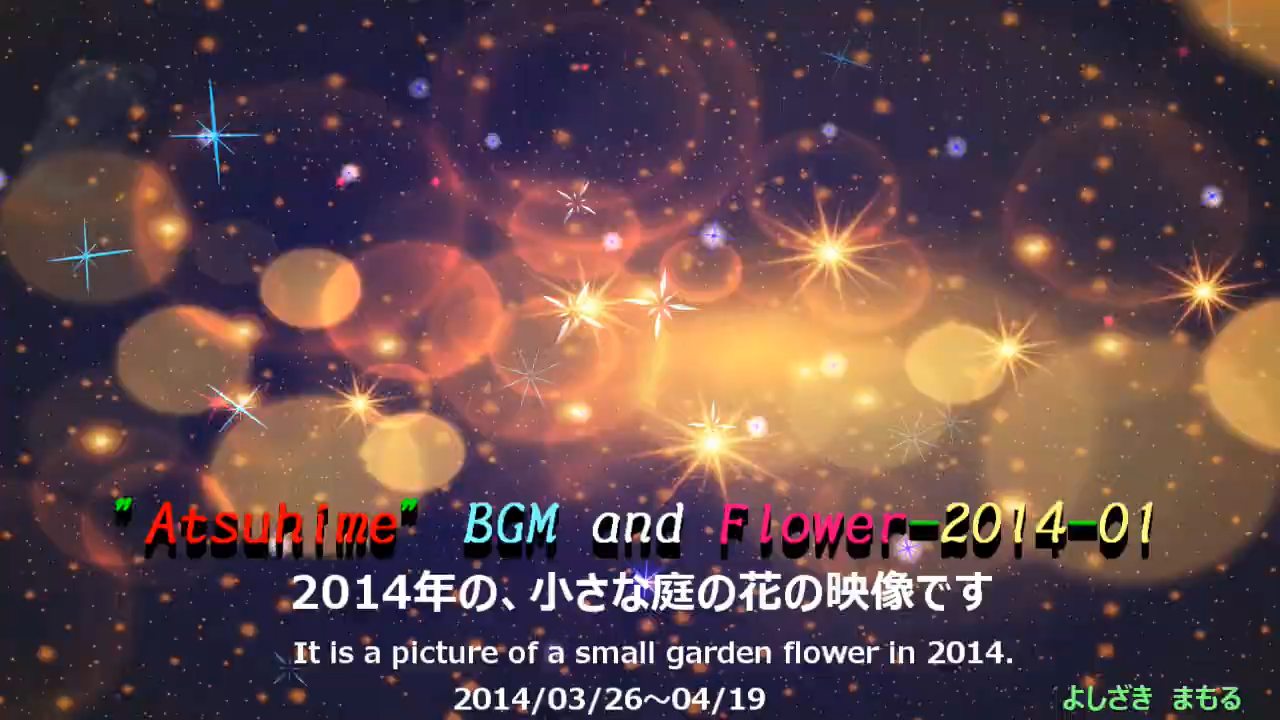 "Atsuhime" BGM and Flower-2014-01
2014年の、小さな庭の花の映像です
It is a picture of a small garden flower in 2014.
2014/03/26～04/19
よしざき まもる